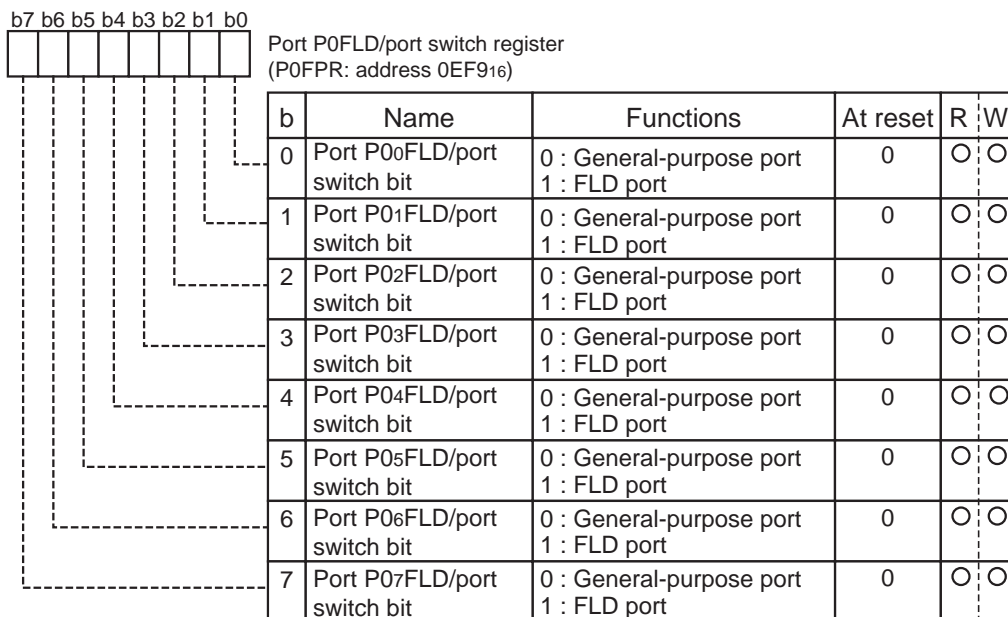 b7 b6 b5 b4 b3 b2 b1 b0
Port P0FLD/port switch register
(P0FPR: address 0EF916)
b Name Functions At reset R W
0 Port P00FLD/port switch bit 0 : General-purpose port 0
1 : FLD port
1 Port P01FLD/port switch bit 0 : General-purpose port 0
1 : FLD port
2 Port P02FLD/port switch bit 0 : General-purpose port 0
1 : FLD port
3 Port P03FLD/port switch bit 0 : General-purpose port 0
1 : FLD port
4 Port P04FLD/port switch bit 0 : General-purpose port 0
1 : FLD port
5 Port P05FLD/port switch bit 0 : General-purpose port 0
1 : FLD port
6 Port P06FLD/port switch bit 0 : General-purpose port 0
1 : FLD port
7 Port P07FLD/port switch bit 0 : General-purpose port 0
1 : FLD port